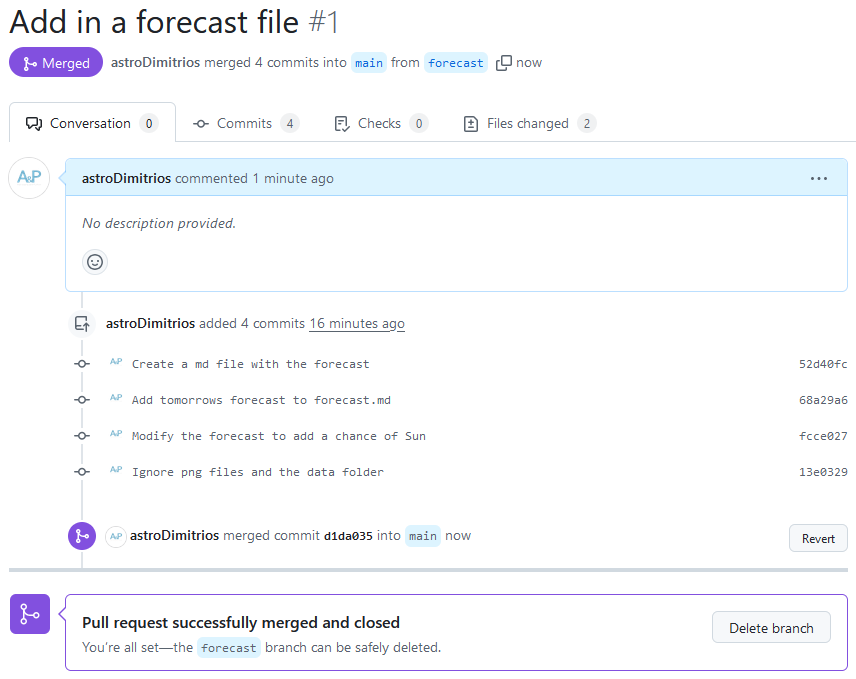 Add in a forecast file #1
Merged astroDimitrios merged 4 commits into main from forecast now
Conversation 0 Commits 4 Checks 0 Files changed 2
A&P astroDimitrios commented 1 minute ago ...
No description provided.
astroDimitrios added 4 commits 16 minutes ago
A&P Create a md file with the forecast 52d40fc
A&P Add tomorrows forecast to forecast.md 68a29a6
A&P Modify the forecast to add a chance of Sun fcce027
A&P Ignore png files and the data folder 13e0329
A&P astroDimitrios merged commit d1da035 into main now Revert
Pull request successfully merged and closed
You’re all set—the forecast branch can be safely deleted. Delete branch